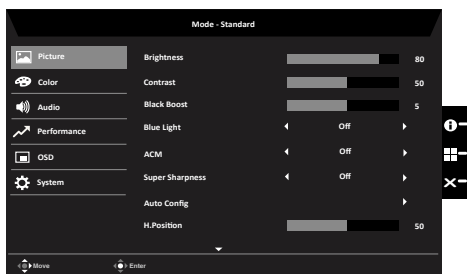 Mode - Standard
Picture
Color
Audio
Performance
OSD
System
Brightness 80
Contrast 50
Black Boost 5
Blue Light Off
ACM Off
Super Sharpness Off
Auto Config
H.Position 50
Move Enter